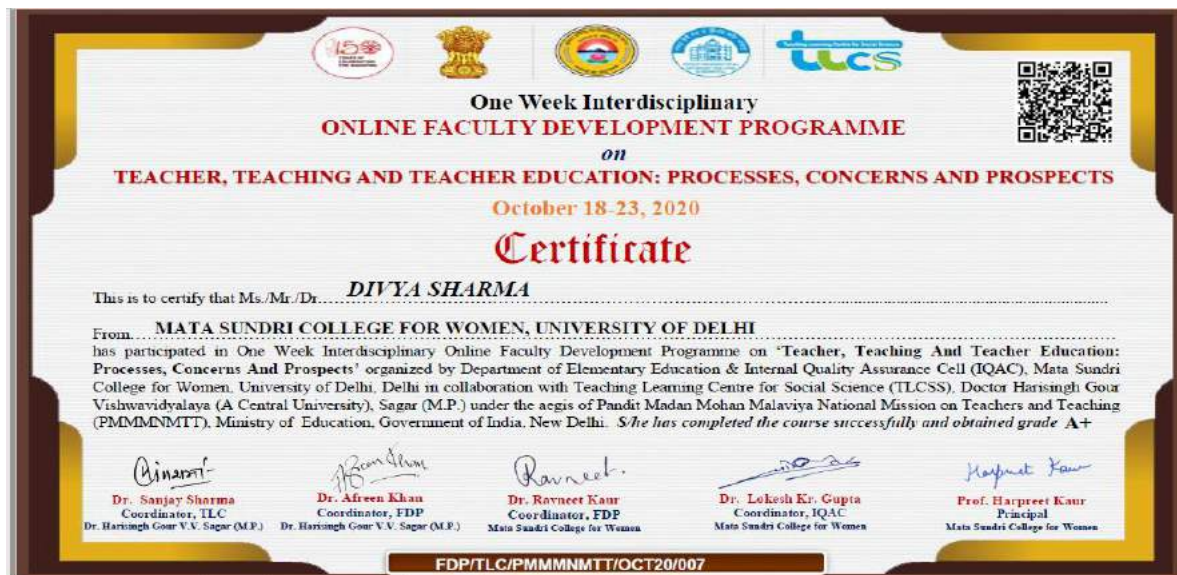 One Week Interdisciplinary
ONLINE FACULTY DEVELOPMENT PROGRAMME
on
TEACHER, TEACHING AND TEACHER EDUCATION: PROCESSES, CONCERNS AND PROSPECTS
October 18-23, 2020
Certificate
This is to certify that Ms./Mr./Dr.....DIVYA SHARMA
From.....MATA SUNDRI COLLEGE FOR WOMEN, UNIVERSITY OF DELHI
has participated in One Week Interdisciplinary Online Faculty Development Programme on 'Teacher, Teaching And Teacher Education:
Processes, Concerns And Prospects' organized by Department of Elementary Education & Internal Quality Assurance Cell (IQAC), Mata Sundri
College for Women, University of Delhi, Delhi in collaboration with Teaching Learning Centre for Social Science (TLCSS), Doctor Harisingh Gour
Vishwavidyalaya (A Central University), Sagar (M.P.) under the aegis of Pandit Madan Mohan Malaviya National Mission on Teachers and Teaching
(PMMMNMTT), Ministry of Education, Government of India, New Delhi. S/he has completed the course successfully and obtained grade A+
Ravneet.
Harpreet Kaur
Dr. Sanjay Sharma
Coordinator, TLC
Dr. Harisingh Gour V.V. Sagar (M.P.)
Dr. Afreen Khan
Coordinator, FDP
Dr. Harisingh Gour V.V. Sagar (M.P.)
Dr. Ravneet Kaur
Coordinator, FDP
Mata Sundri College for Women
Dr. Lokesh Kr. Gupta
Coordinator, IQAC
Mata Sundri College for Women
Prof. Harpreet Kaur
Principal
Mata Sundri College for Women
FDP/TLC/PMMMNMTT/OCT20/007